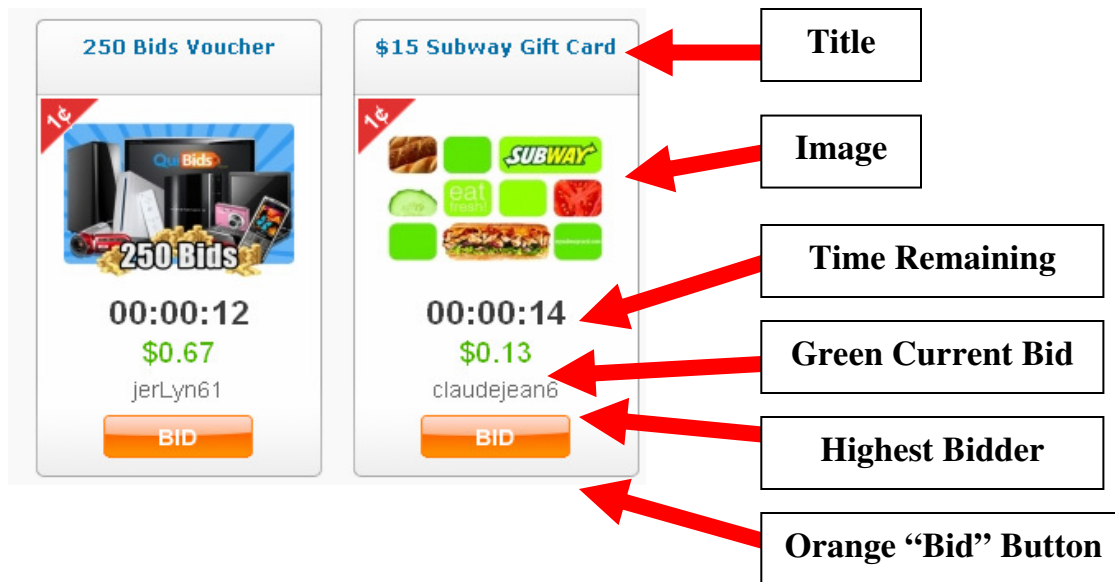 250 Bids Voucher
1¢
QuiBids
250 Bids
00:00:12
$0.67
jerLyn61
BID
$15 Subway Gift Card
1¢
SUBWAY
eat
fresh!
00:00:14
$0.13
claudejean6
BID
Title
Image
Time Remaining
Green Current Bid
Highest Bidder
Orange “Bid” Button